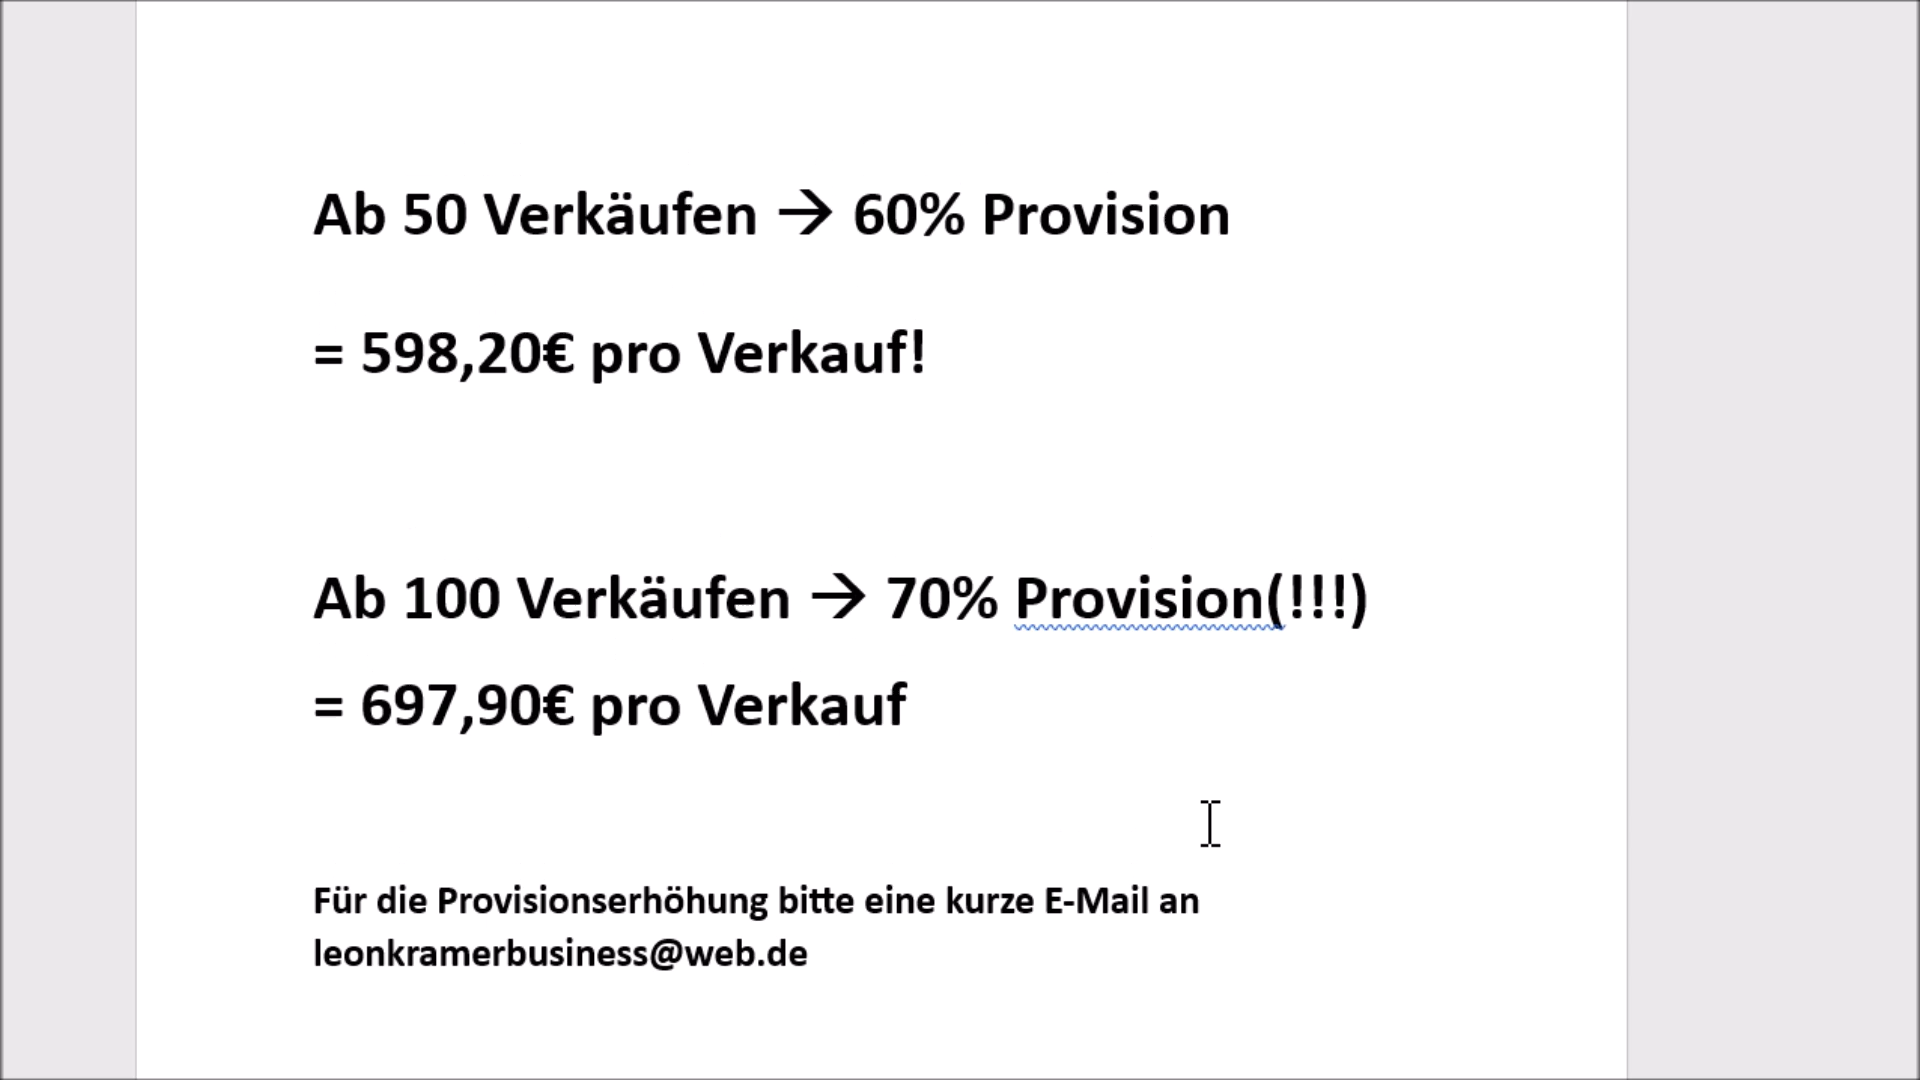 Ab 50 Verkäufen → 60% Provision
= 598,20€ pro Verkauf!
Ab 100 Verkäufen → 70% Provision(!!!)
= 697,90€ pro Verkauf
Für die Provisionserhöhung bitte eine kurze E-Mail an
leonkramerbusiness@web.de